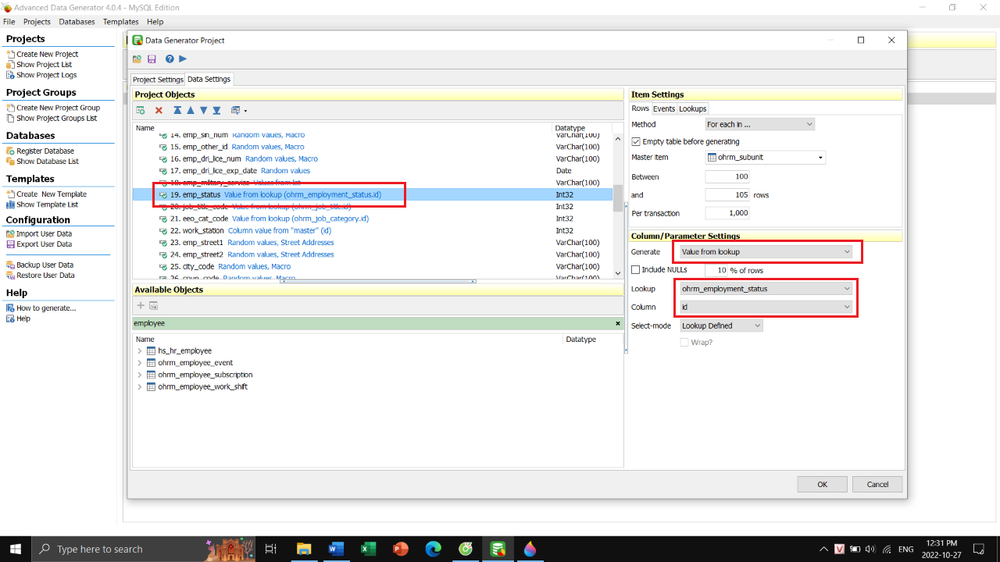 Advanced Data Generator 4.0.4 - MySQL Edition
File Projects Databases Templates Help
Projects
Create New Project
Show Project List
Show Project Logs
Project Groups
Create New Project Group
Show Project Groups List
Databases
Register Database
Show Database List
Templates
Create New Template
Show Template List
Configuration
Import User Data
Export User Data
Backup User Data
Restore User Data
Help
How to generate...
Help
Data Generator Project
Project Settings Data Settings
Project Objects
Name Datatype
14. emp_sin_num Random values, Macro VarChar(100)
15. emp_other_id Random values, Macro VarChar(100)
16. emp_dri_lice_num Random values, Macro VarChar(100)
17. emp_dri_lice_exp_date Random values Date
18. emp_military_service Values from list VarChar(100)
19. emp_status Value from lookup (ohrm_employment_status.id) Int32
20. job_title_code Value from lookup (ohrm_job_title.id) Int32
21. eeo_cat_code Value from lookup (ohrm_job_category.id) Int32
22. work_station Column value from "master" (id) Int32
23. emp_street1 Random values, Street Addresses VarChar(100)
24. emp_street2 Random values, Street Addresses VarChar(100)
25. city_code Random values, Macro VarChar(100)
26. coun_code Random values, Macro VarChar(100)
Available Objects
employee
Name Datatype
hs_hr_employee
ohrm_employee_event
ohrm_employee_subscription
ohrm_employee_work_shift
Item Settings
Rows Events Lookups
Method For each in ...
Empty table before generating
Master item ohrm_subunit
Between 100
and 105 rows
Per transaction 1,000
Column/Parameter Settings
Generate Value from lookup
Include NULLs 10 % of rows
Lookup ohrm_employment_status
Column id
Select-mode Lookup Defined
Wrap?
OK Cancel
Type here to search
ENG
12:31 PM
2022-10-27